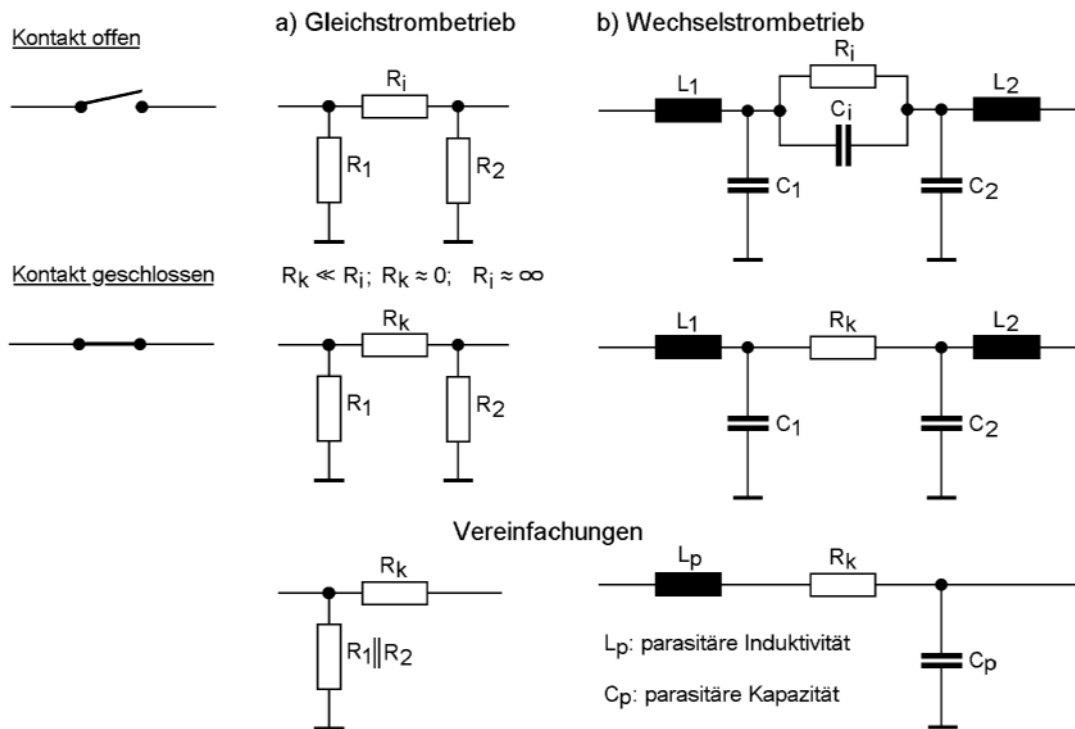 a) Gleichstrombetrieb
b) Wechselstrombetrieb
Kontakt offen
Ri
R1
R2
L1
Ri
Ci
L2
C1
C2
Kontakt geschlossen
Rk ≪ Ri; Rk ≈ 0; Ri ≈ ∞
Rk
R1
R2
L1
Rk
L2
C1
C2
Vereinfachungen
Rk
R1||R2
Lp
Rk
Cp
Lp: parasitäre Induktivität
Cp: parasitäre Kapazität